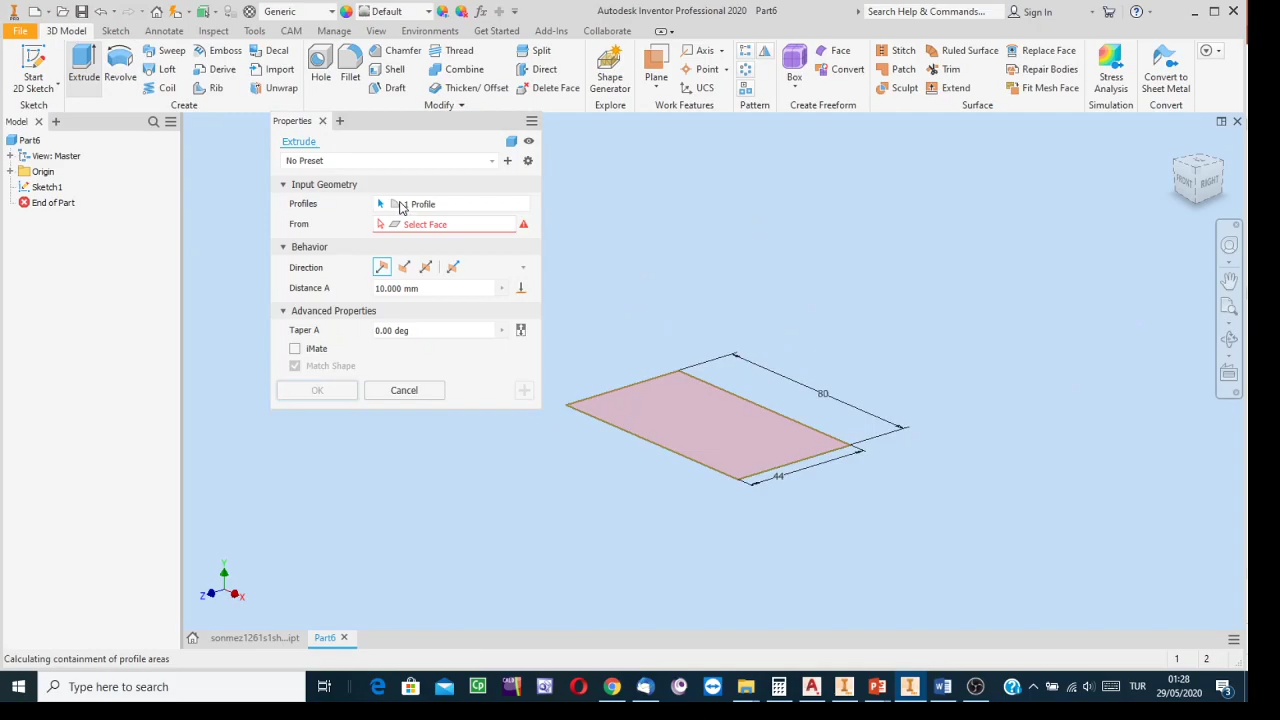 Generic
Default
Autodesk Inventor Professional 2020 Part6
Search Help & Commands...
Sign In
PRO
File 3D Model Sketch Annotate Inspect Tools CAM Manage View Environments Get Started Add-Ins Collaborate
Start
2D Sketch
Sketch
Extrude
Revolve
Sweep
Loft
Coil
Emboss
Derive
Rib
Decal
Import
Unwrap
Create
Hole
Fillet
Chamfer
Shell
Draft
Thread
Combine
Thicken/ Offset
Split
Direct
Delete Face
Modify
Shape
Generator
Explore
Plane
Axis
Point
UCS
Work Features
Pattern
Box
Face
Convert
Create Freeform
Stitch
Patch
Sculpt
Ruled Surface
Trim
Extend
Replace Face
Repair Bodies
Fit Mesh Face
Surface
Stress
Analysis
Simulation
Convert to
Sheet Metal
Convert
Model
Part6
View: Master
Origin
Sketch1
End of Part
Properties
Extrude
No Preset
Input Geometry
Profiles 1 Profile
From Select Face
Behavior
Direction
Distance A 10.000 mm
Advanced Properties
Taper A 0.00 deg
iMate
Match Shape
OK Cancel
FRONT RIGHT
80
44
Y
Z X
sonmez1261s1sh...ipt Part6
Calculating containment of profile areas 1 2
Type here to search
TUR
01:28
29/05/2020
3